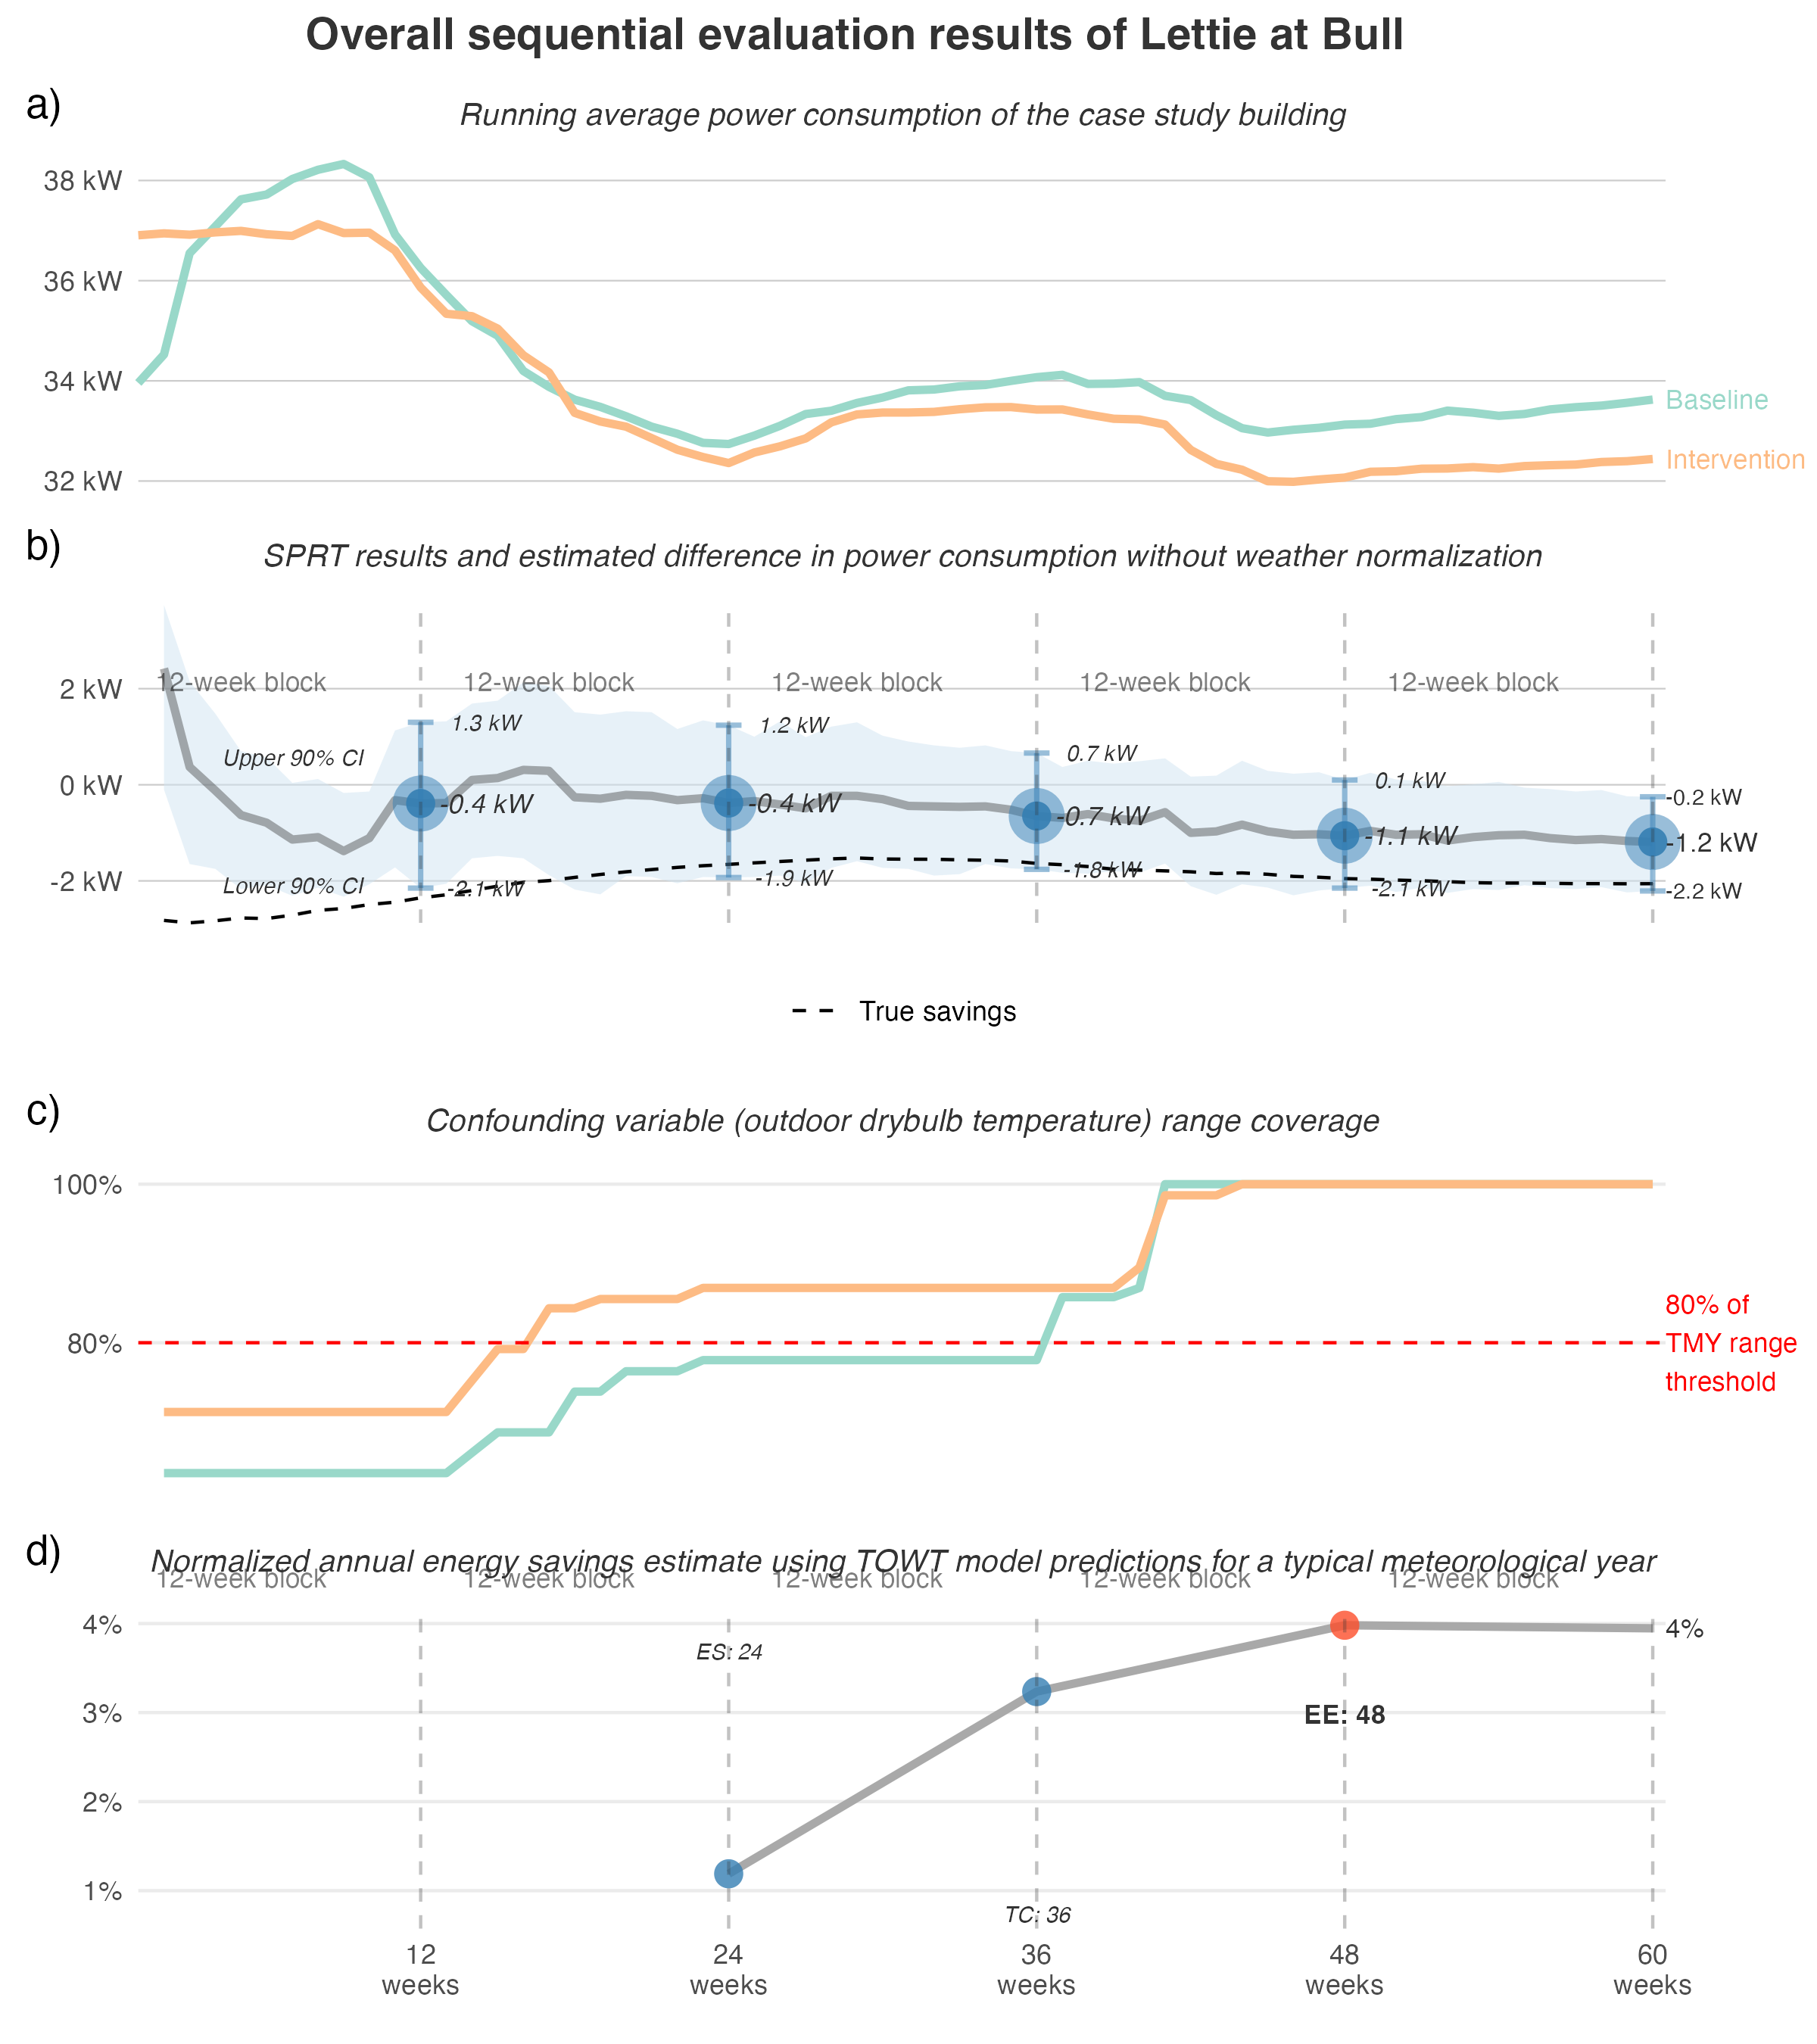 Overall sequential evaluation results of Lettie at Bull
a)
Running average power consumption of the case study building
38 kW
36 kW
34 kW
32 kW
Baseline
Intervention
b)
SPRT results and estimated difference in power consumption without weather normalization
12-week block
12-week block
12-week block
12-week block
12-week block
2 kW
0 kW
-2 kW
Upper 90% CI
Lower 90% CI
1.3 kW
-0.4 kW
-2.1 kW
1.2 kW
-0.4 kW
-1.9 kW
0.7 kW
-0.7 kW
-1.8 kW
0.1 kW
-1.1 kW
-2.1 kW
-0.2 kW
-1.2 kW
-2.2 kW
True savings
c)
Confounding variable (outdoor drybulb temperature) range coverage
100%
80%
80% of
TMY range
threshold
d)
Normalized annual energy savings estimate using TOWT model predictions for a typical meteorological year
12-week block
12-week block
12-week block
12-week block
12-week block
4%
3%
2%
1%
ES: 24
TC: 36
EE: 48
4%
12
weeks
24
weeks
36
weeks
48
weeks
60
weeks